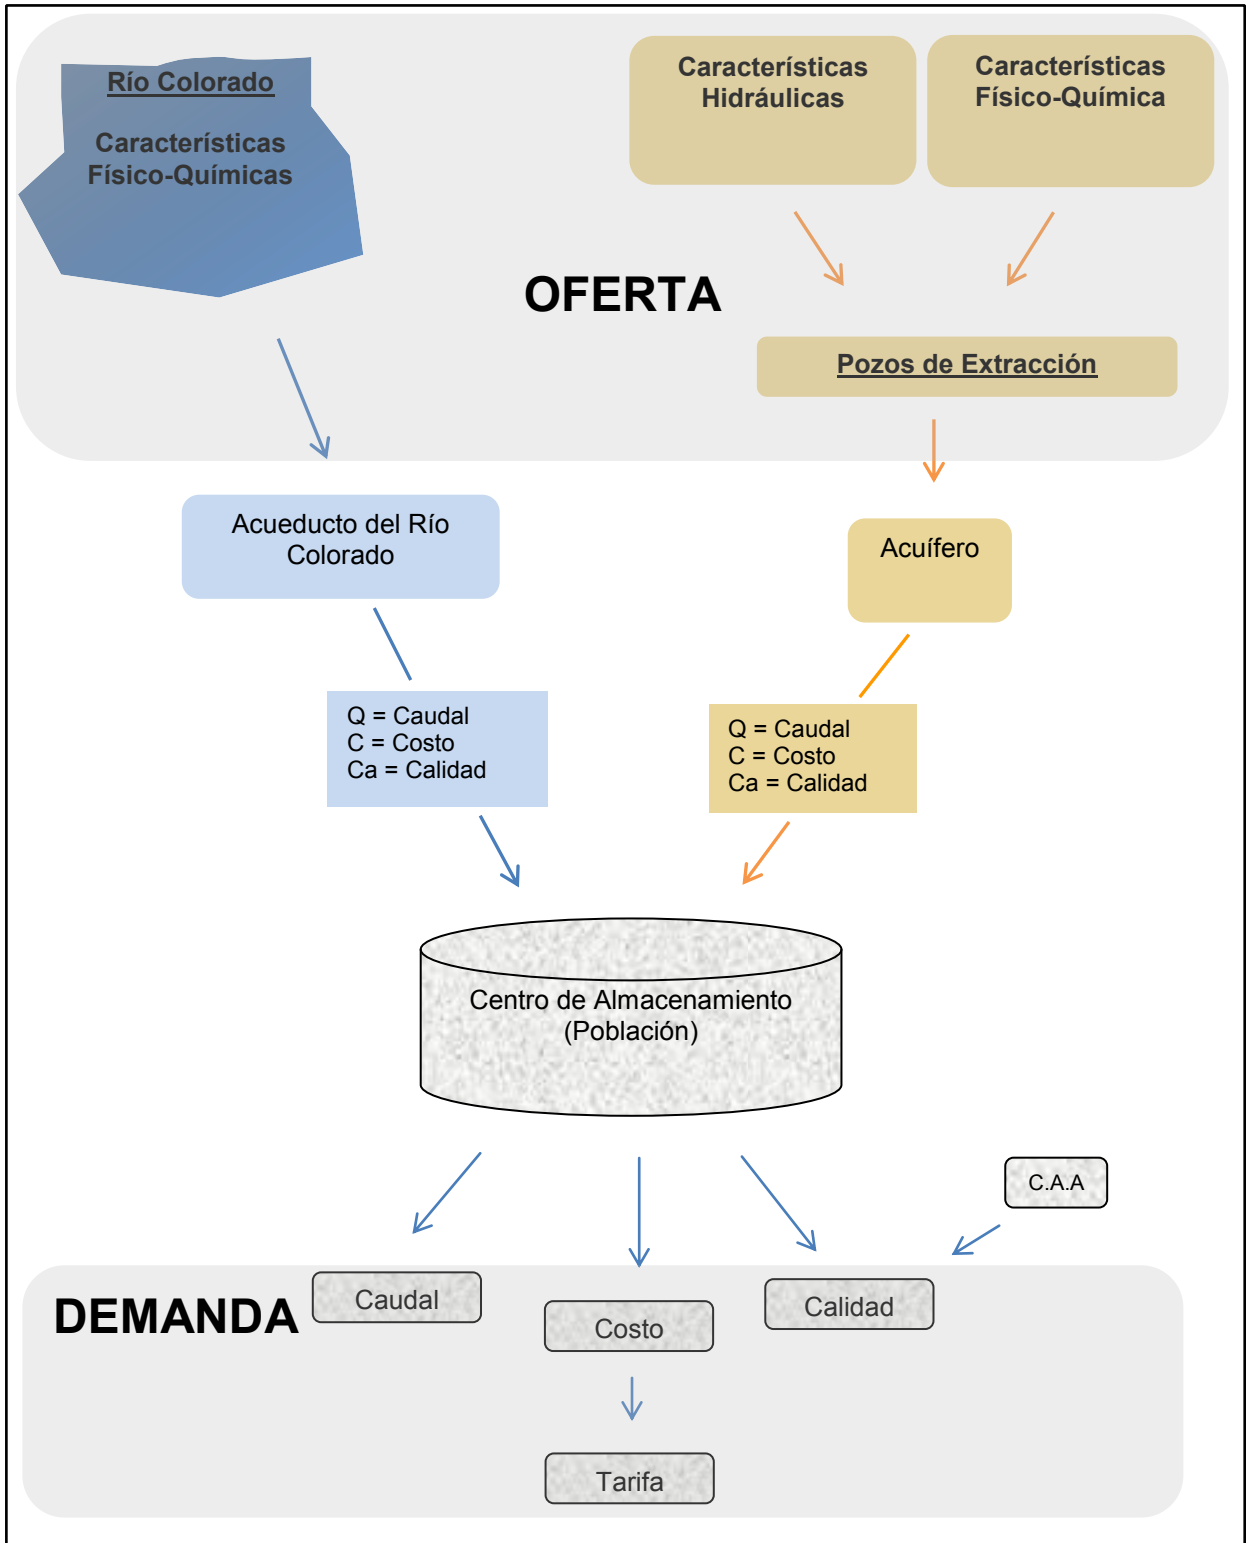 Río Colorado
Características
Físico-Químicas
Características
Hidráulicas
Características
Físico-Química
OFERTA
Pozos de Extracción
Acueducto del Río
Colorado
Acuífero
Q = Caudal
C = Costo
Ca = Calidad
Q = Caudal
C = Costo
Ca = Calidad
Centro de Almacenamiento
(Población)
C.A.A
DEMANDA
Caudal
Costo
Calidad
Tarifa